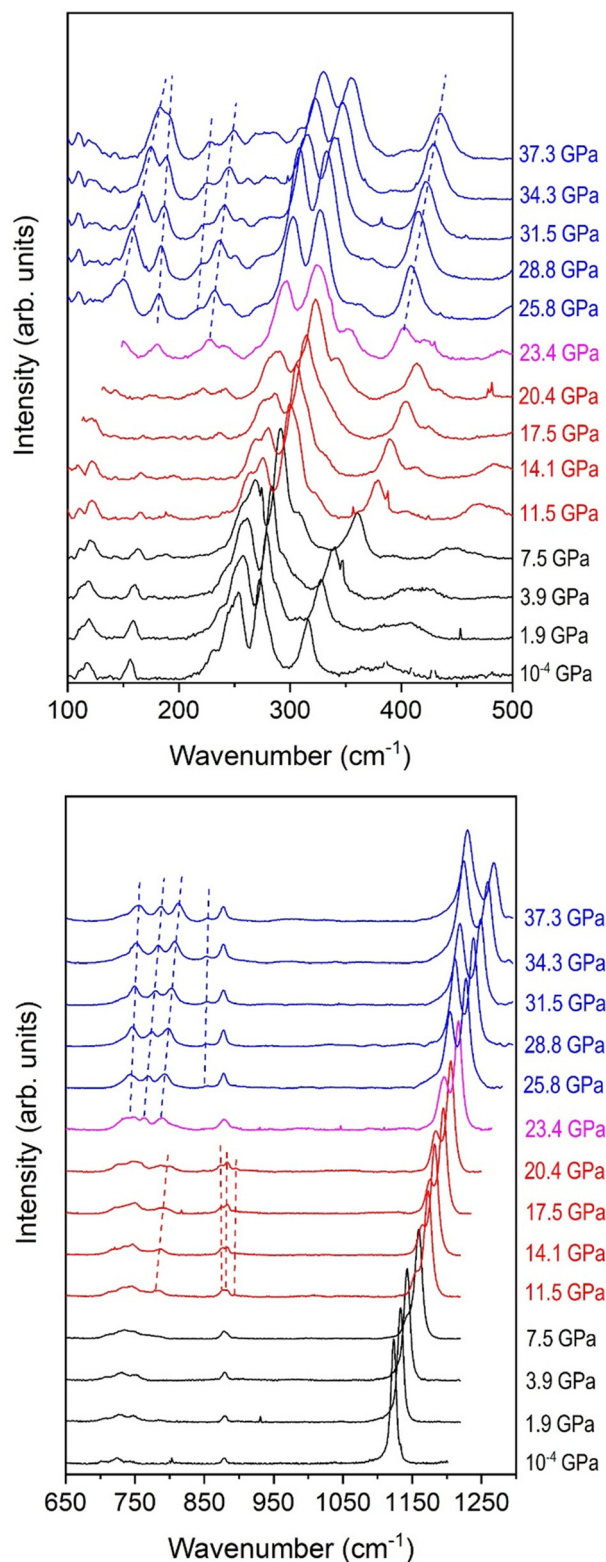 Intensity (arb. units)
37.3 GPa
34.3 GPa
31.5 GPa
28.8 GPa
25.8 GPa
23.4 GPa
20.4 GPa
17.5 GPa
14.1 GPa
11.5 GPa
7.5 GPa
3.9 GPa
1.9 GPa
10⁻⁴ GPa
100 200 300 400 500
Wavenumber (cm⁻¹)
Intensity (arb. units)
37.3 GPa
34.3 GPa
31.5 GPa
28.8 GPa
25.8 GPa
23.4 GPa
20.4 GPa
17.5 GPa
14.1 GPa
11.5 GPa
7.5 GPa
3.9 GPa
1.9 GPa
10⁻⁴ GPa
650 750 850 950 1050 1150 1250
Wavenumber (cm⁻¹)